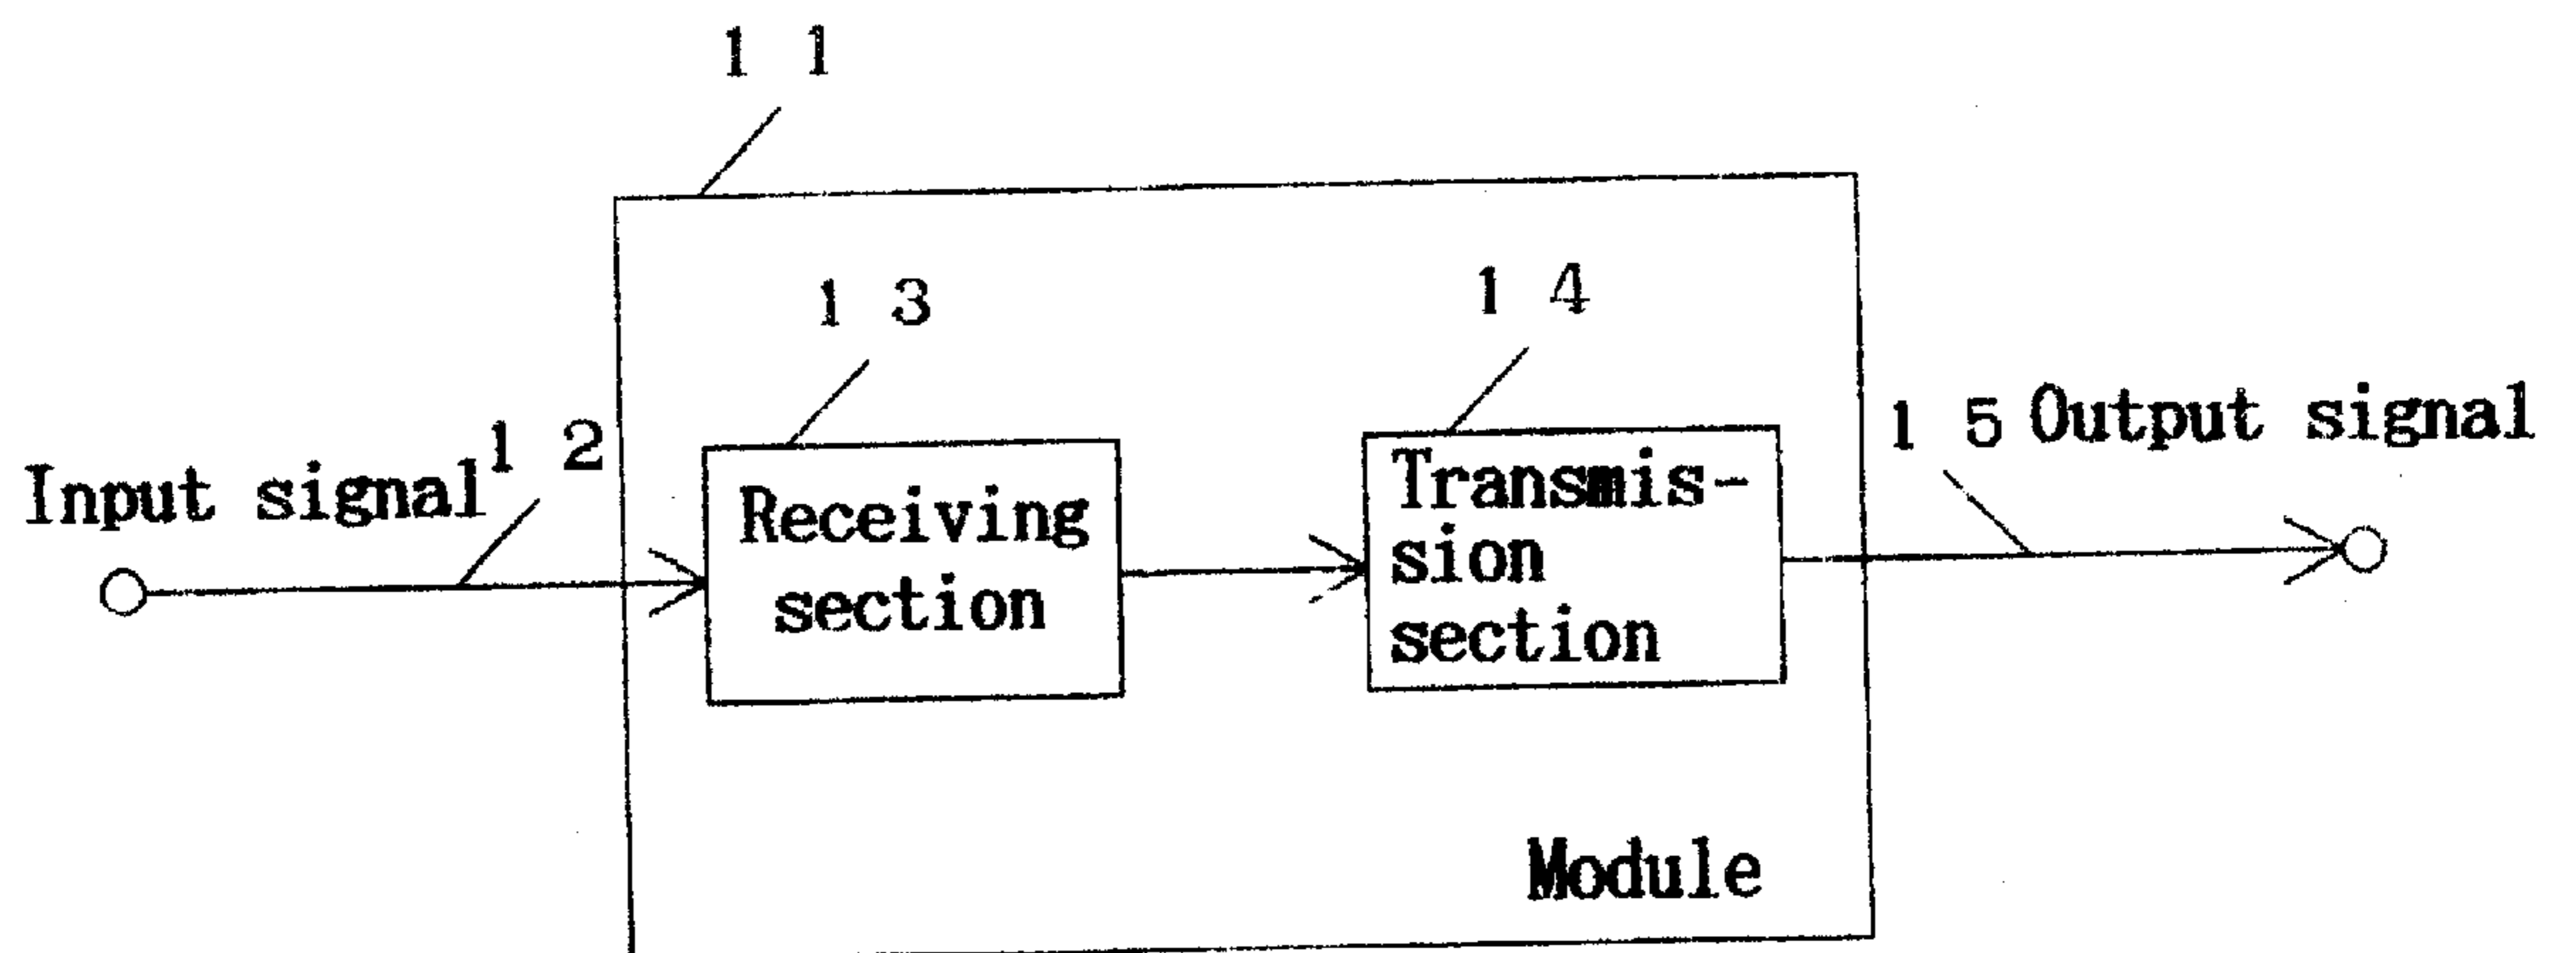 1 1
1 3
1 4
Input signal
1 2
Receiving
section
Transmis-
sion
section
1 5
Output signal
Module